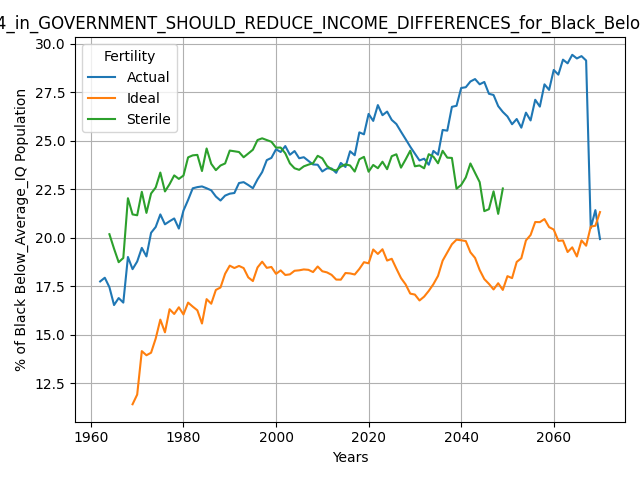 4_in_GOVERNMENT_SHOULD_REDUCE_INCOME_DIFFERENCES_for_Black_Belo
Fertility
Actual
Ideal
Sterile
% of Black Below_Average_IQ Population
30.0
27.5
25.0
22.5
20.0
17.5
15.0
12.5
1960
1980
2000
2020
2040
2060
Years